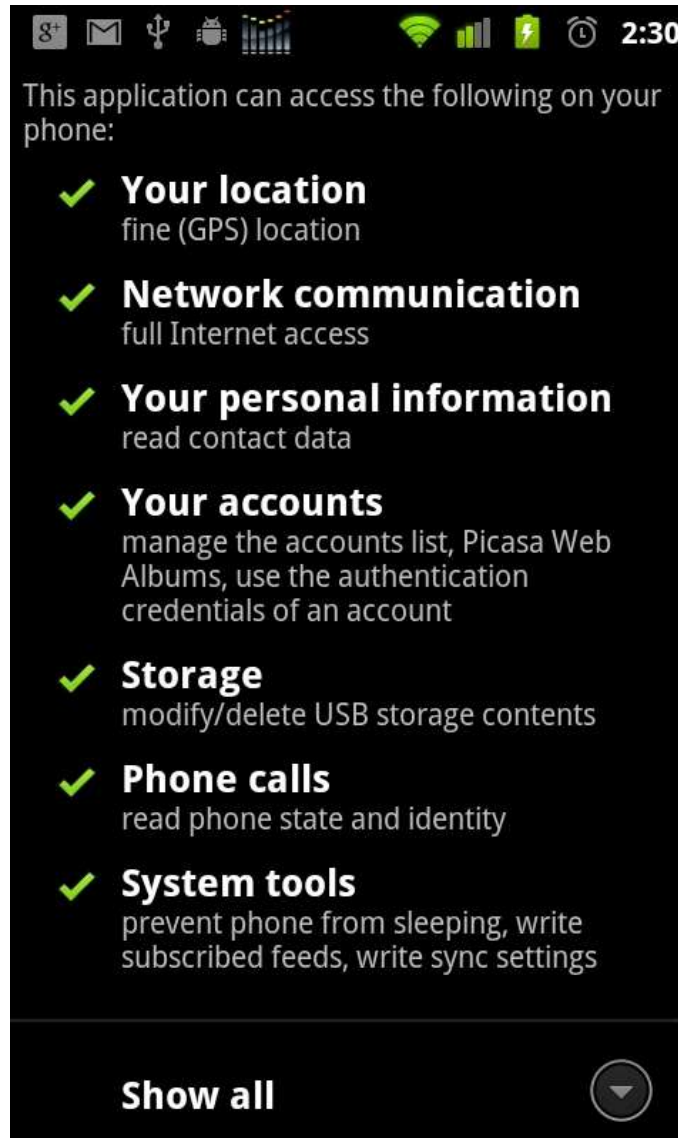 g+ 2:30
This application can access the following on your
phone:
Your location
fine (GPS) location
Network communication
full Internet access
Your personal information
read contact data
Your accounts
manage the accounts list, Picasa Web
Albums, use the authentication
credentials of an account
Storage
modify/delete USB storage contents
Phone calls
read phone state and identity
System tools
prevent phone from sleeping, write
subscribed feeds, write sync settings
Show all